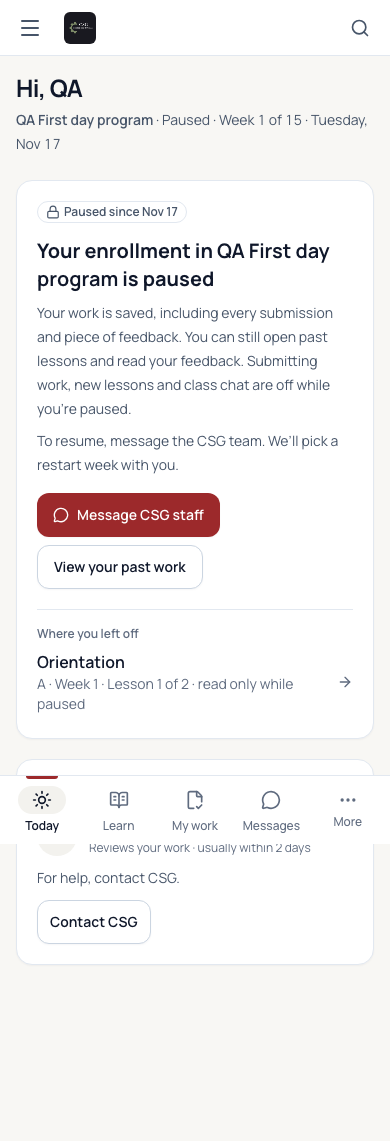 Hi, QA
QA First day program · Paused · Week 1 of 15 · Tuesday,
Nov 17
Paused since Nov 17
Your enrollment in QA First day
program is paused
Your work is saved, including every submission
and piece of feedback. You can still open past
lessons and read your feedback. Submitting
work, new lessons and class chat are off while
you're paused.
To resume, message the CSG team. We'll pick a
restart week with you.
Message CSG staff
View your past work
Where you left off
Orientation
A · Week 1 · Lesson 1 of 2 · read only while
paused
Today
Learn
My work
Messages
More
Reviews your work · usually within 2 days
For help, contact CSG.
Contact CSG